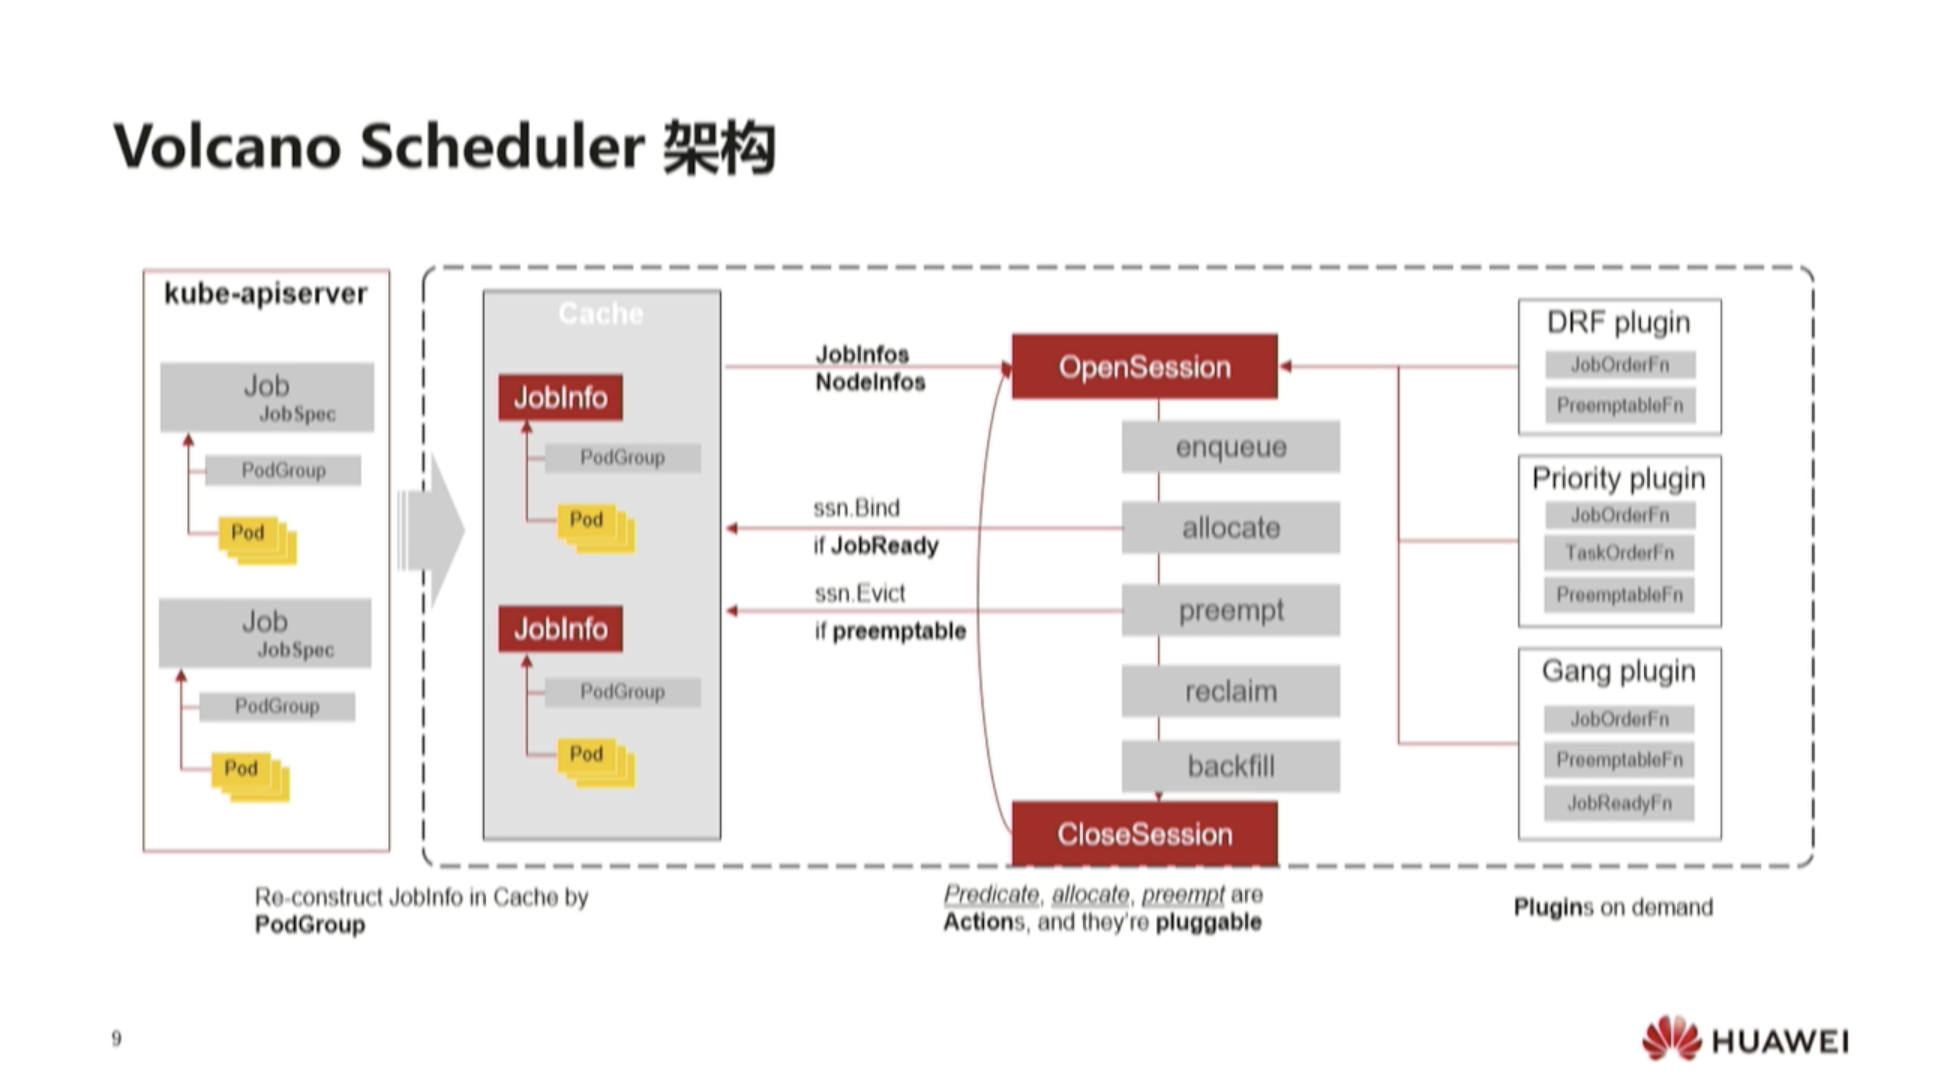 Volcano Scheduler 架构
kube-apiserver
Job
JobSpec
PodGroup
Pod
Job
JobSpec
PodGroup
Pod
Cache
JobInfo
PodGroup
Pod
JobInfo
PodGroup
Pod
JobInfos
NodeInfos
ssn.Bind
if JobReady
ssn.Evict
if preemptable
OpenSession
enqueue
allocate
preempt
reclaim
backfill
CloseSession
DRF plugin
JobOrderFn
PreemptableFn
Priority plugin
JobOrderFn
TaskOrderFn
PreemptableFn
Gang plugin
JobOrderFn
PreemptableFn
JobReadyFn
Re-construct JobInfo in Cache by
PodGroup
Predicate, allocate, preempt are
Actions, and they're pluggable
Plugins on demand
9
HUAWEI